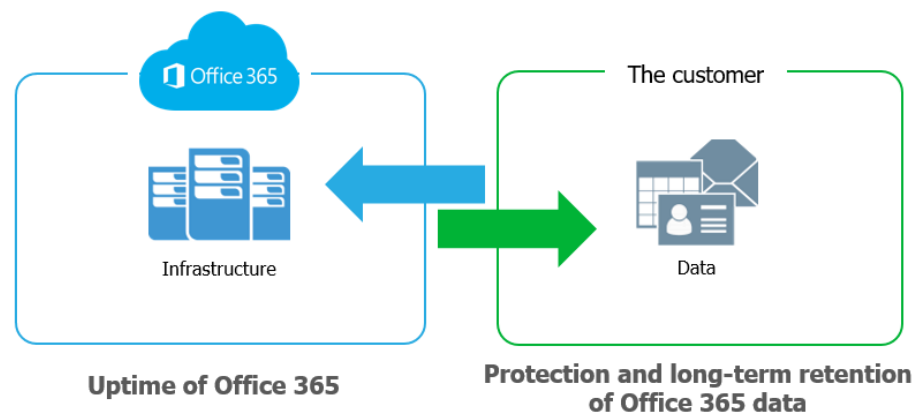 Office 365
The customer
Infrastructure
Data
Uptime of Office 365
Protection and long-term retention
of Office 365 data